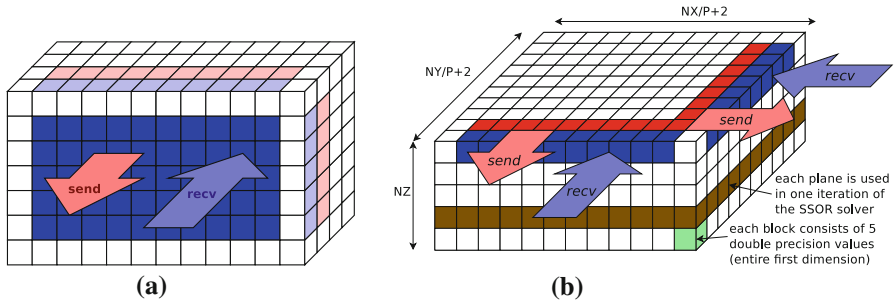 send
recv
(a)
NX/P+2
NY/P+2
NZ
recv
send
send
recv
each plane is used
in one iteration of
the SSOR solver
each block consists of 5
double precision values
(entire first dimension)
(b)